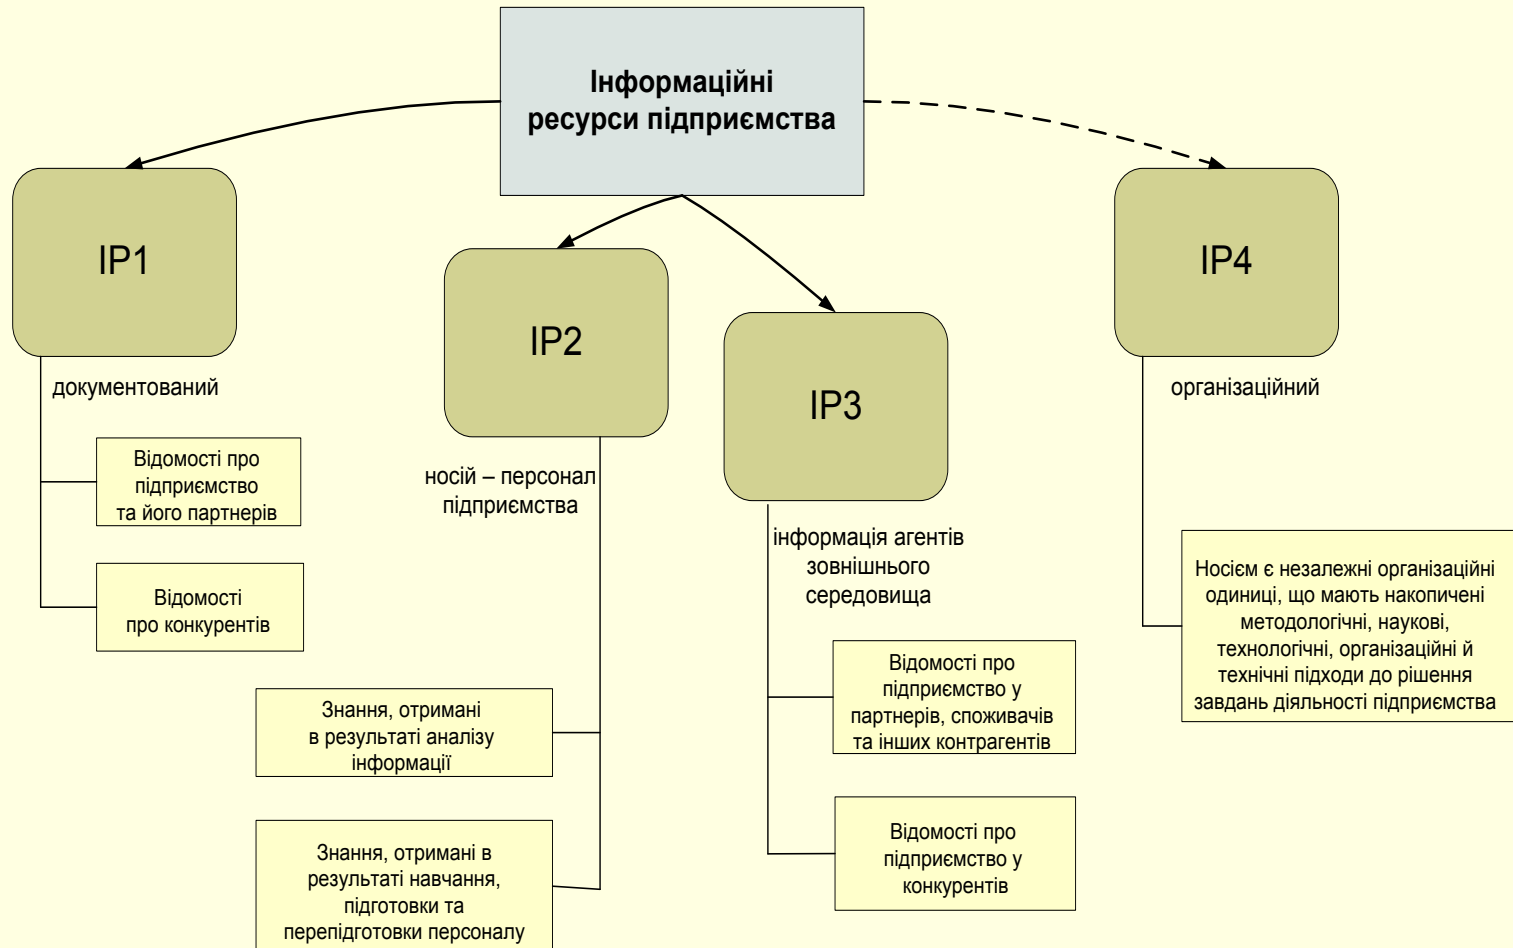 Інформаційні
ресурси підприємства
ІР1
документований
Відомості про
підприємство
та його партнерів
Відомості
про конкурентів
ІР2
носій – персонал
підприємства
Знання, отримані
в результаті аналізу
інформації
Знання, отримані в
результаті навчання,
підготовки та
перепідготовки персоналу
ІР3
інформація агентів
зовнішнього
середовища
Відомості про
підприємство у
партнерів, споживачів
та інших контрагентів
Відомості про
підприємство у
конкурентів
ІР4
організаційний
Носієм є незалежні організаційні
одиниці, що мають накопичені
методологічні, наукові,
технологічні, організаційні й
технічні підходи до рішення
завдань діяльності підприємства